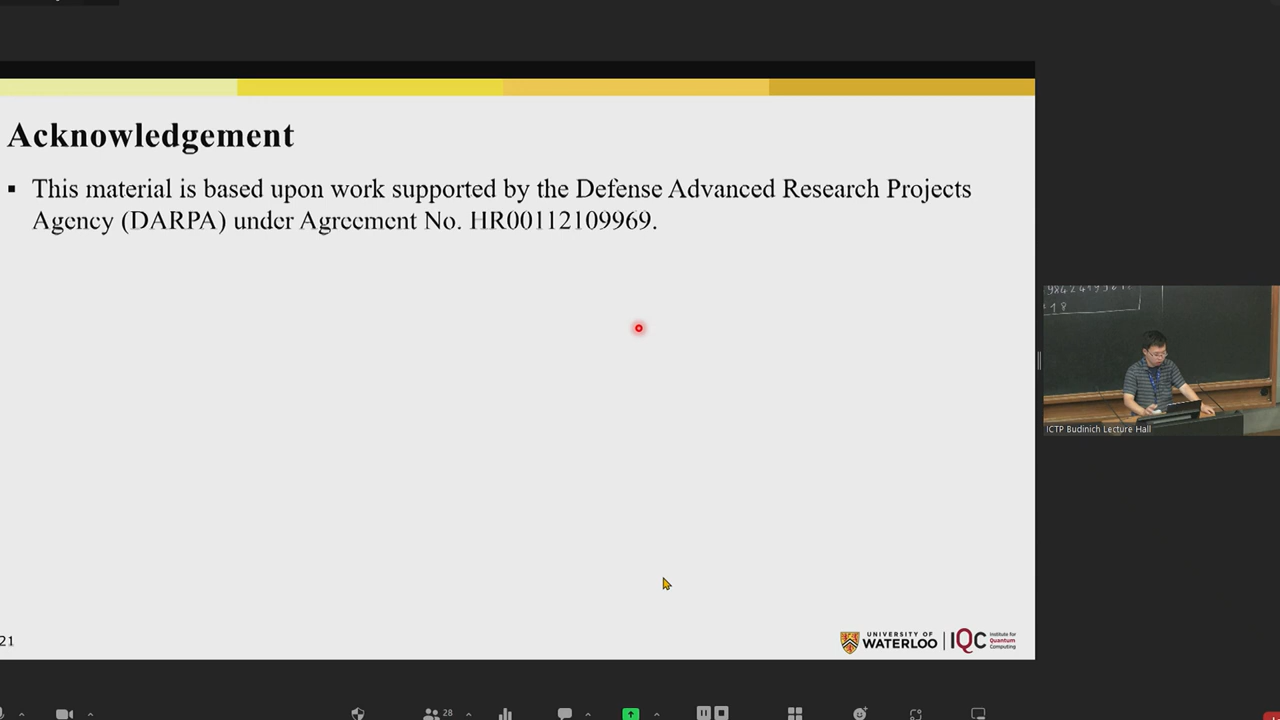 Acknowledgement
▪ This material is based upon work supported by the Defense Advanced Research Projects
Agency (DARPA) under Agreement No. HR00112109969.
21
UNIVERSITY OF
WATERLOO
IQC
Institute for
Quantum
Computing
ICTP Budinich Lecture Hall
28